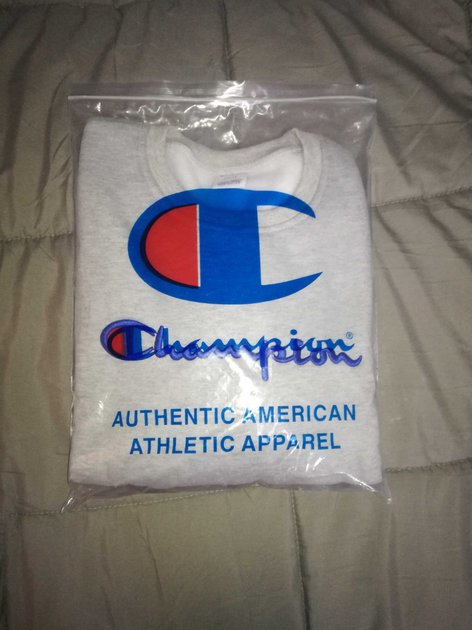 Champion®
AUTHENTIC AMERICAN
ATHLETIC APPAREL